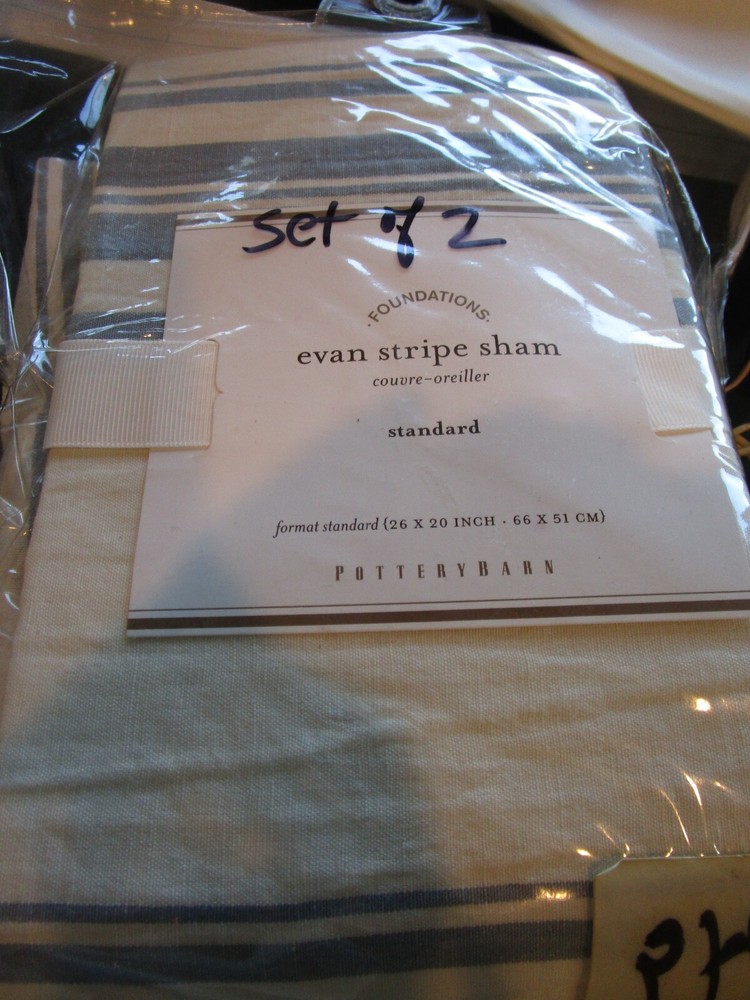 set of 2
· FOUNDATIONS ·
evan stripe sham
couvre-oreiller
standard
format standard {26 X 20 INCH · 66 X 51 CM}
POTTERYBARN